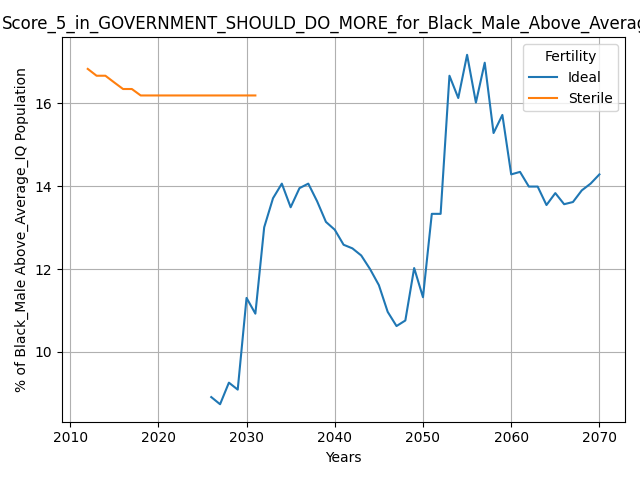 Score_5_in_GOVERNMENT_SHOULD_DO_MORE_for_Black_Male_Above_Averag
Fertility
Ideal
Sterile
% of Black_Male Above_Average_IQ Population
16
14
12
10
2010 2020 2030 2040 2050 2060 2070
Years